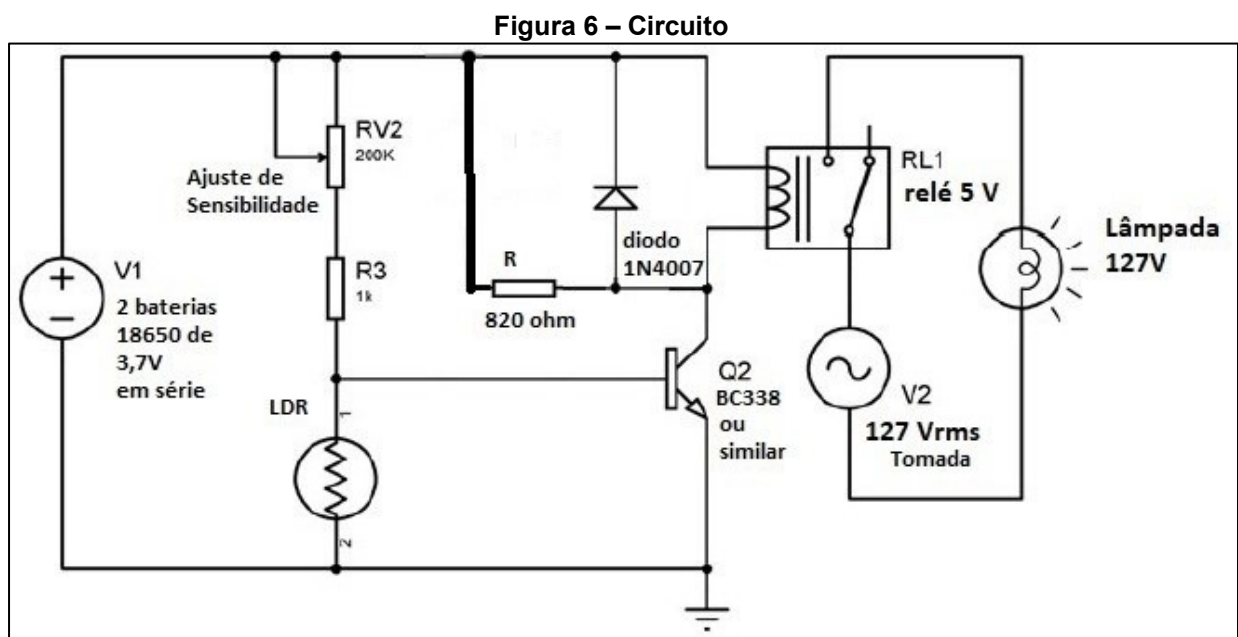 Figura 6 – Circuito
RV2
200K
Ajuste de
Sensibilidade
V1
2 baterias
18650 de
3,7V
em série
R3
1k
LDR
1
2
R
820 ohm
diodo
1N4007
Q2
BC338
ou
similar
RL1
relé 5 V
V2
127 Vrms
Tomada
Lâmpada
127V